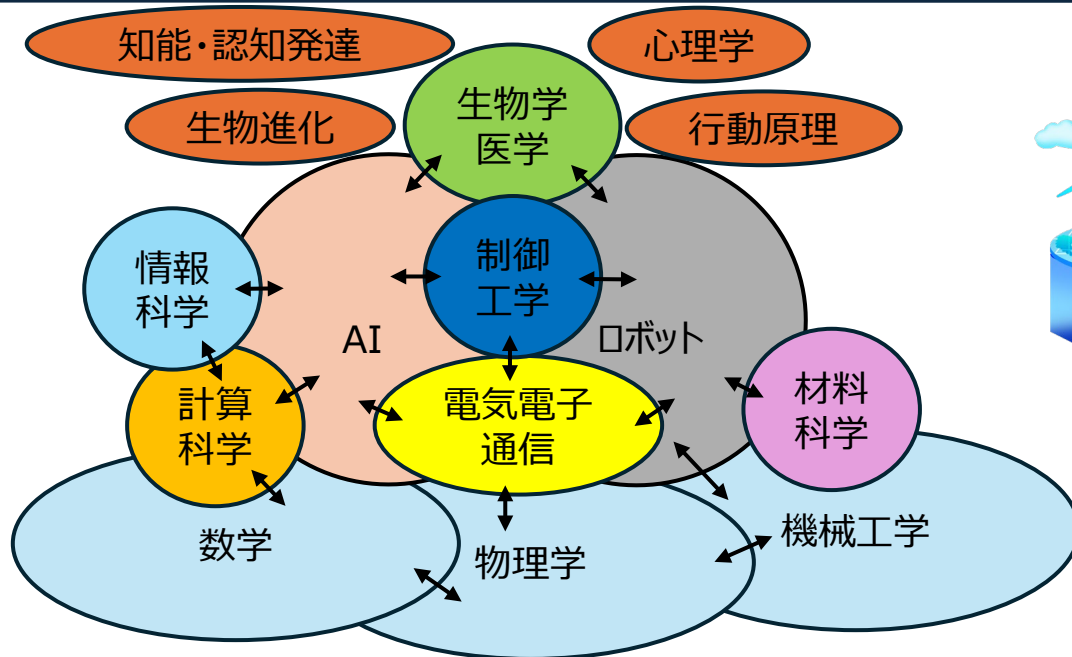 知能・認知発達
心理学
生物進化
生物学
医学
行動原理
情報
科学
制御
工学
AI
ロボット
計算
科学
電気電子
通信
材料
科学
数学
物理学
機械工学